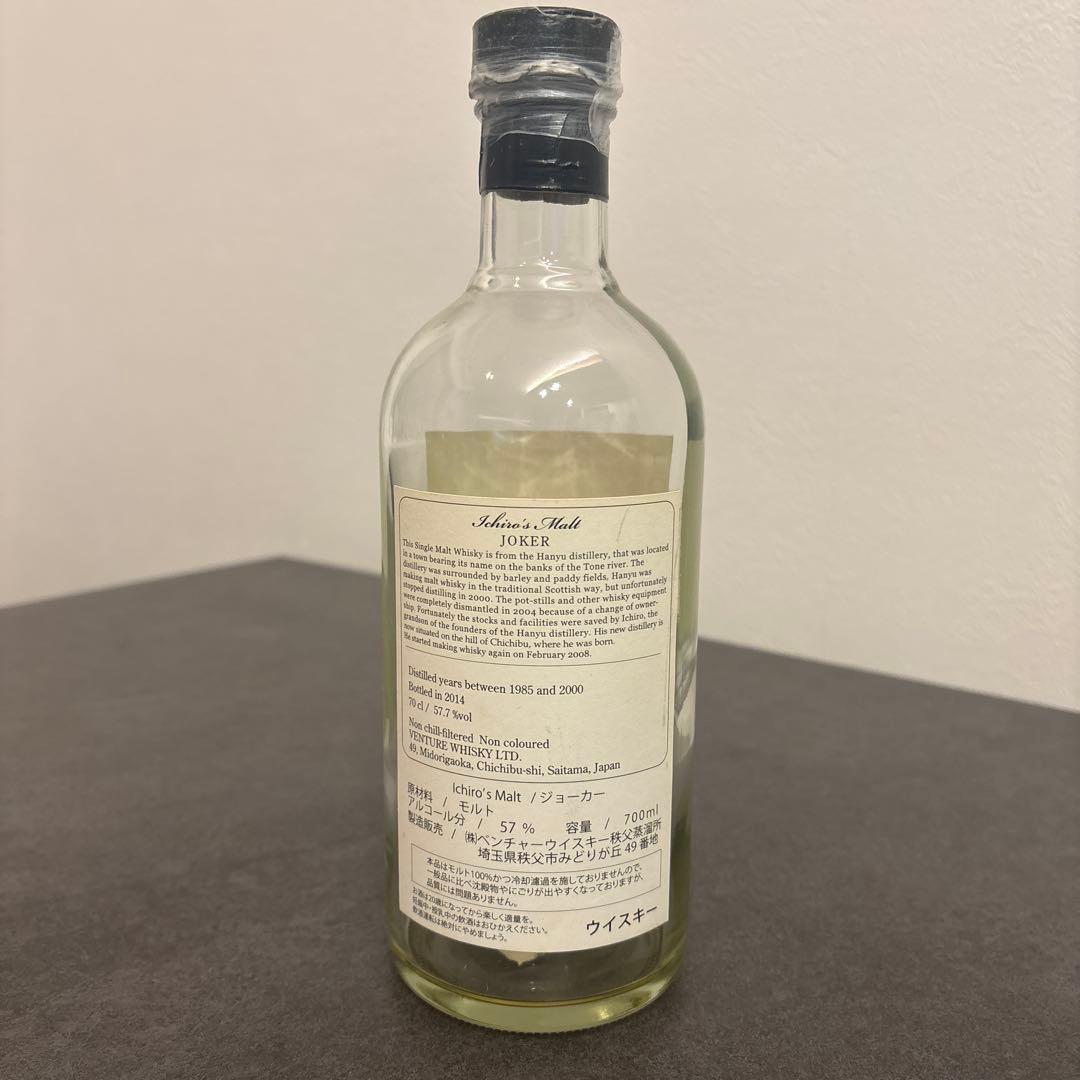 Ichiro's Malt
JOKER
This Single Malt Whisky is from the Hanyu distillery, that was located
in a town bearing its name on the banks of the Tone river. The
distillery was surrounded by barley and paddy fields, Hanyu was
making malt whisky in the traditional Scottish way, but unfortunately
stopped distilling in 2000. The pot-stills and other whisky equipment
were completely dismantled in 2004 because of a change of owner-
ship. Fortunately the stocks and facilities were saved by Ichiro, the
grandson of the founders of the Hanyu distillery. His new distillery is
now situated on the hill of Chichibu, where he was born.
He started making whisky again on February 2008.
Distilled years between 1985 and 2000
Bottled in 2014
70 cl / 57.7 %vol
Non chill-filtered Non coloured
VENTURE WHISKY LTD.
49, Midorigaoka, Chichibu-shi, Saitama, Japan
Ichiro's Malt / ジョーカー
原材料 / モルト
アルコール分 / 57 % 容量 / 700ml
製造販売 / (株)ベンチャーウイスキー秩父蒸溜所
埼玉県秩父市みどりが丘 49 番地
本品はモルト100%かつ冷却濾過を施しておりませんので、
一般品に比べ沈殿物やにごりが出やすくなっておりますが、
品質には問題ありません。
お酒は20歳になってから楽しく適量を。
妊娠中・授乳中の飲酒はおひかえください。
飲酒運転は絶対にやめましょう。
ウイスキー